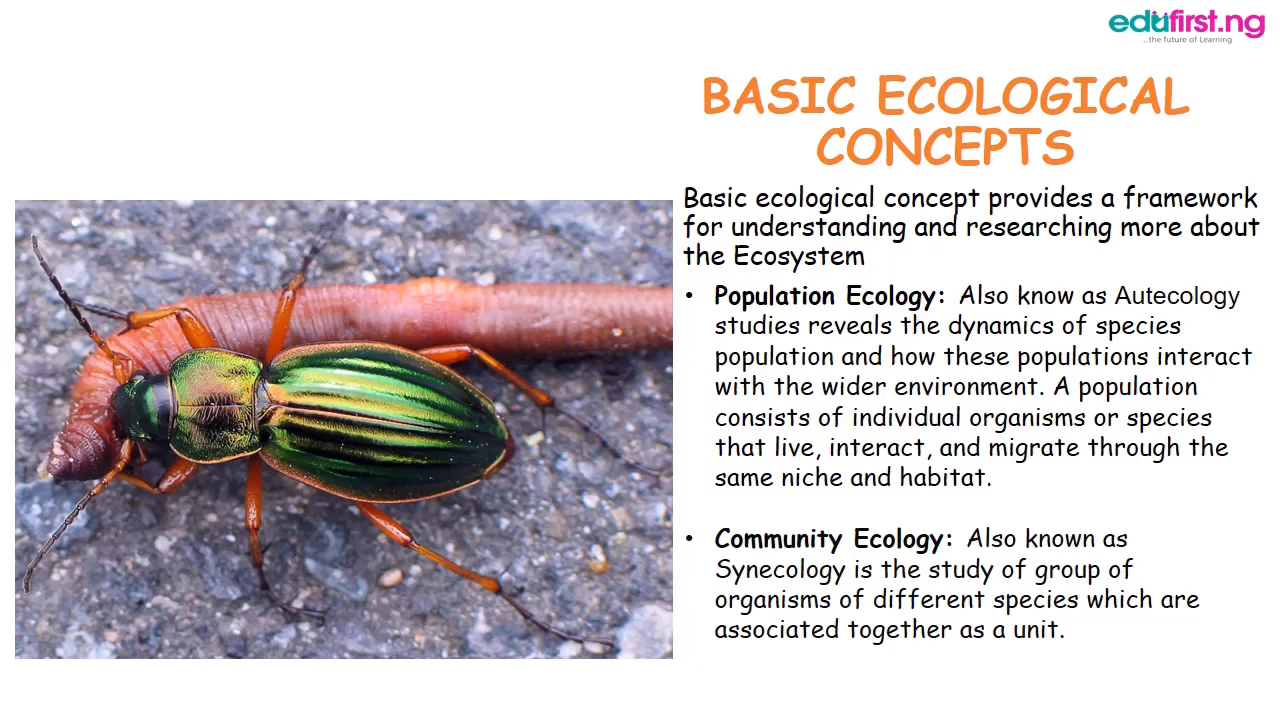 edufirst.ng
...the future of Learning
BASIC ECOLOGICAL
CONCEPTS
Basic ecological concept provides a framework
for understanding and researching more about
the Ecosystem
• Population Ecology: Also know as Autecology
studies reveals the dynamics of species
population and how these populations interact
with the wider environment. A population
consists of individual organisms or species
that live, interact, and migrate through the
same niche and habitat.
• Community Ecology: Also known as
Synecology is the study of group of
organisms of different species which are
associated together as a unit.